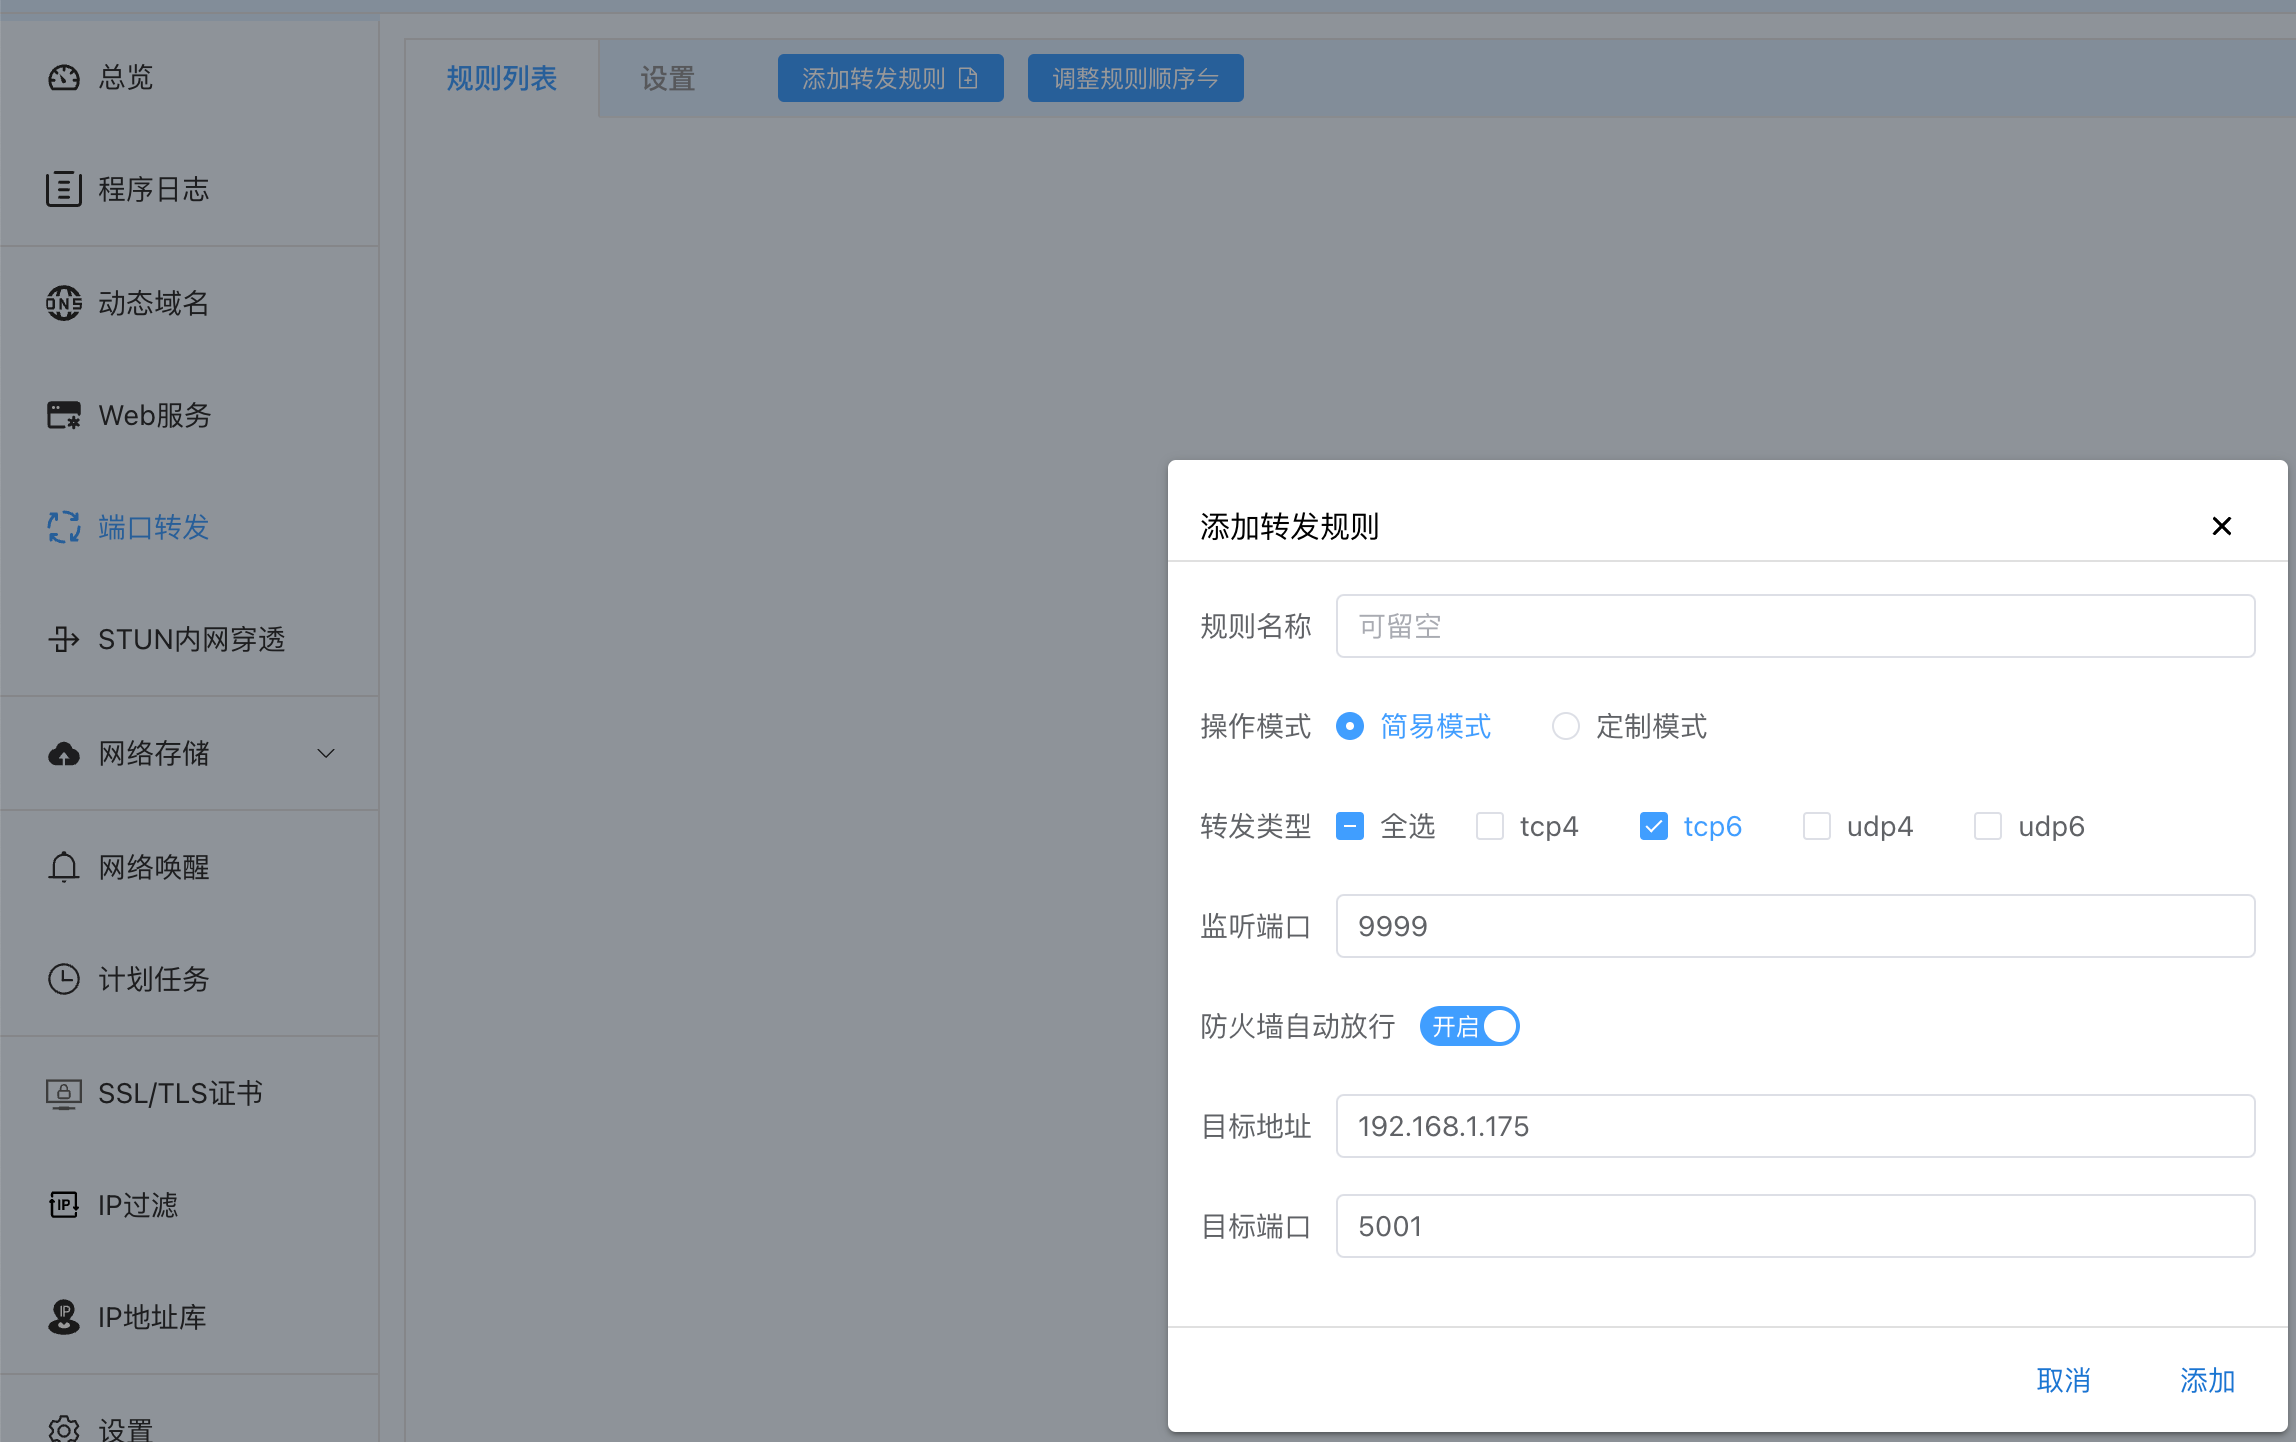 总览
程序日志
动态域名
Web服务
端口转发
STUN内网穿透
网络存储
网络唤醒
计划任务
SSL/TLS证书
IP过滤
IP地址库
设置
规则列表 设置 添加转发规则 调整规则顺序
添加转发规则
规则名称 可留空
操作模式 简易模式 定制模式
转发类型 全选 tcp4 tcp6 udp4 udp6
监听端口 9999
防火墙自动放行 开启
目标地址 192.168.1.175
目标端口 5001
取消 添加